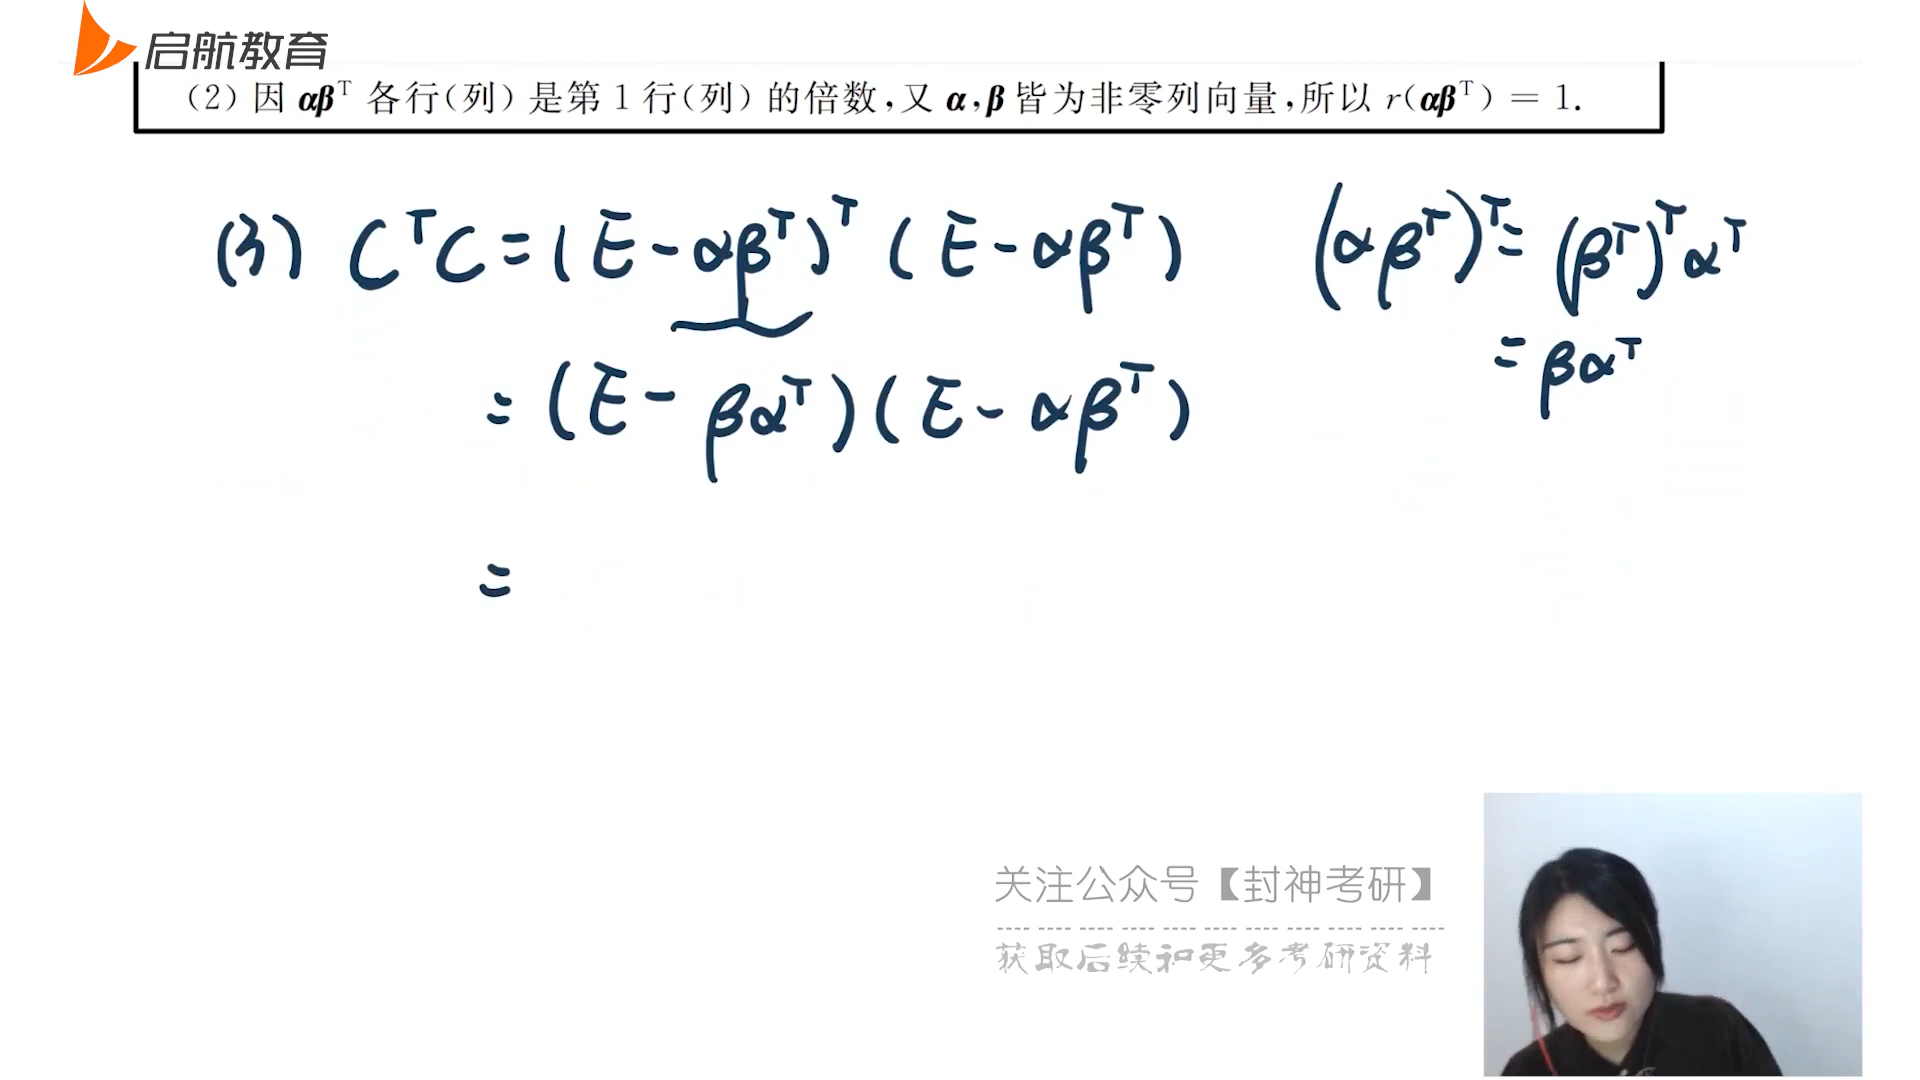 启航教育
(2) 因 αβᵀ 各行(列) 是第 1 行(列) 的倍数,又 α,β 皆为非零列向量,所以 r(αβᵀ) = 1.
(3) CᵀC = (E - αβᵀ)ᵀ (E - αβᵀ)
= (E - βαᵀ)(E - αβᵀ)
=
(αβᵀ)ᵀ = (βᵀ)ᵀαᵀ
= βαᵀ
关注公众号【封神考研】
获取后续和更多考研资料